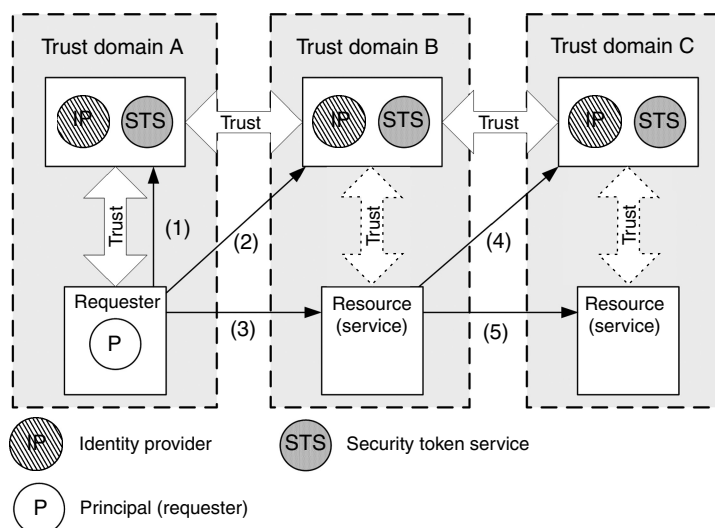 Trust domain A
Trust domain B
Trust domain C
IP
STS
Trust
IP
STS
Trust
IP
STS
Trust
(1)
(2)
Trust
(4)
Trust
Requester
P
(3)
Resource
(service)
(5)
Resource
(service)
IP
Identity provider
STS
Security token service
P
Principal (requester)